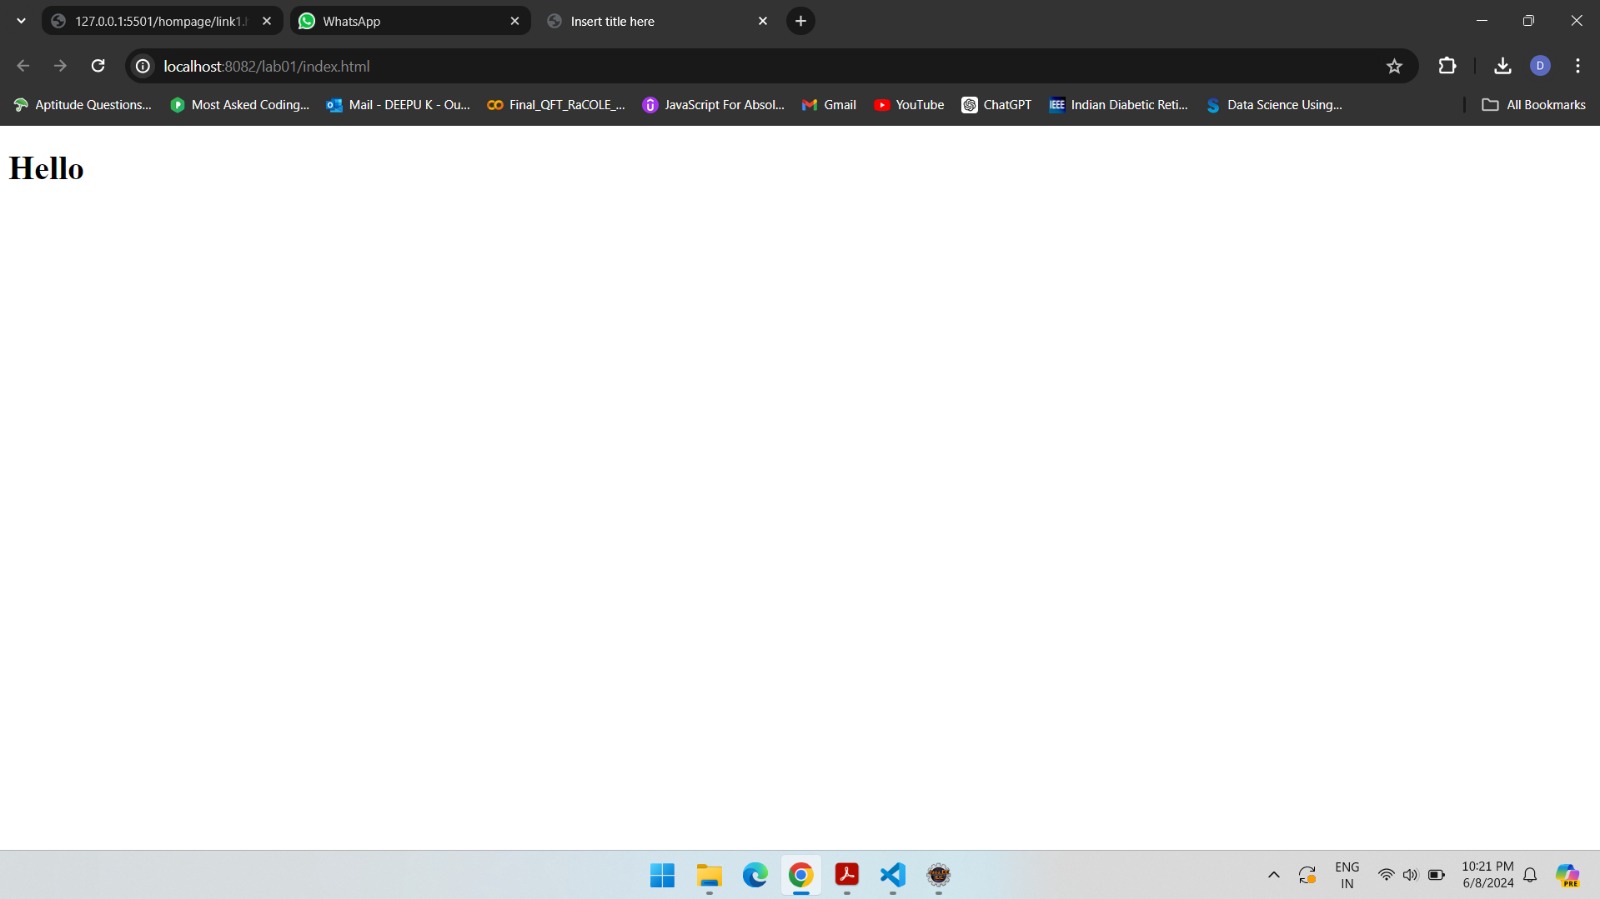 127.0.0.1:5501/hompage/link1.
WhatsApp
Insert title here
localhost:8082/lab01/index.html
D
Aptitude Questions...
Most Asked Coding...
Mail - DEEPU K - Ou...
Final_QFT_RaCOLE_...
JavaScript For Absol...
Gmail
YouTube
ChatGPT
IEEE
Indian Diabetic Reti...
Data Science Using...
All Bookmarks
Hello
ENG
IN
10:21 PM
6/8/2024
PRE